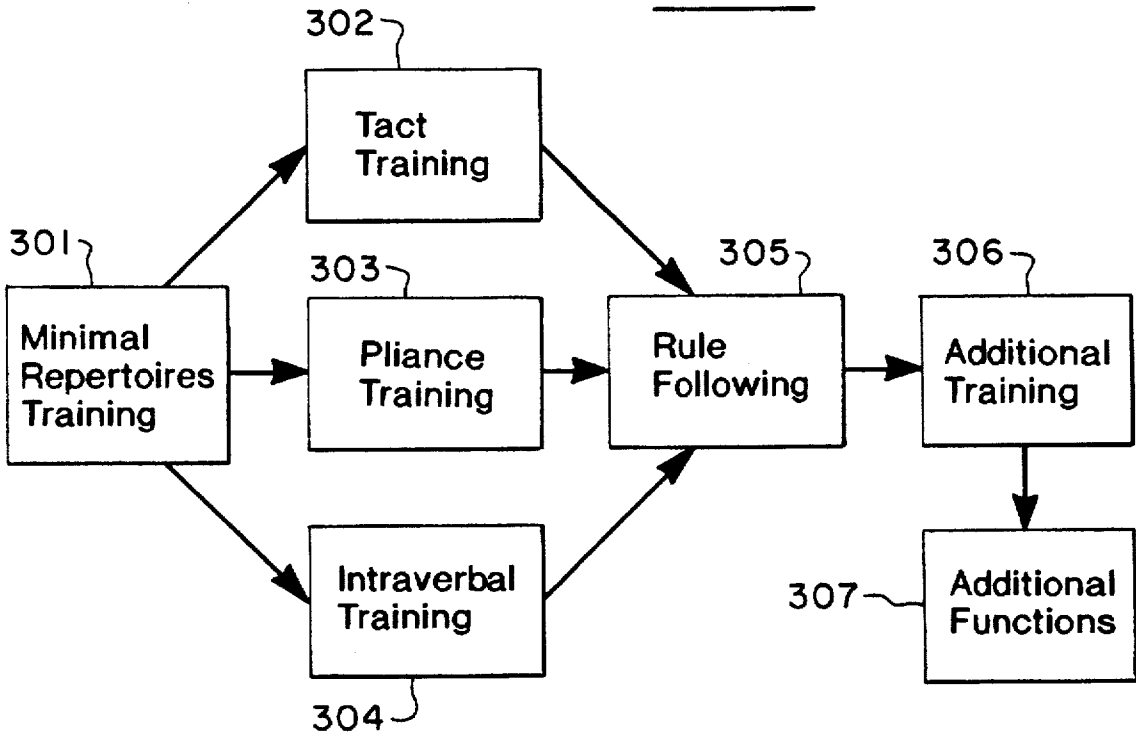 302
Tact
Training
301
Minimal
Repertoires
Training
303
Pliance
Training
304
Intraverbal
Training
305
Rule
Following
306
Additional
Training
307
Additional
Functions